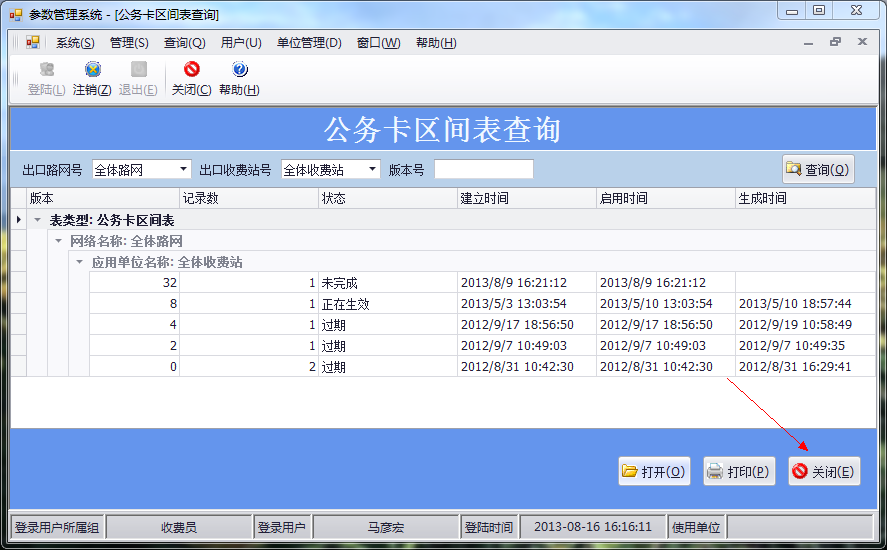 参数管理系统 - [公务卡区间表查询]
系统(S) 管理(S) 查询(Q) 用户(U) 单位管理(D) 窗口(W) 帮助(H)
登陆(L) 注销(Z) 退出(E) 关闭(C) 帮助(H)
公务卡区间表查询
出口路网号 全体路网 出口收费站号 全体收费站 版本号 查询(Q)
版本 记录数 状态 建立时间 启用时间 生成时间
表类型: 公务卡区间表
网络名称: 全体路网
应用单位名称: 全体收费站
32 1 未完成 2013/8/9 16:21:12 2013/8/9 16:21:12
8 1 正在生效 2013/5/3 13:03:54 2013/5/10 13:03:54 2013/5/10 18:57:44
4 1 过期 2012/9/17 18:56:50 2012/9/17 18:56:50 2012/9/19 10:58:49
2 1 过期 2012/9/7 10:49:03 2012/9/7 10:49:03 2012/9/7 10:49:35
0 2 过期 2012/8/31 10:42:30 2012/8/31 10:42:30 2012/8/31 16:29:41
打开(O) 打印(P) 关闭(E)
登录用户所属组 收费员 登录用户 马彦宏 登陆时间 2013-08-16 16:16:11 使用单位